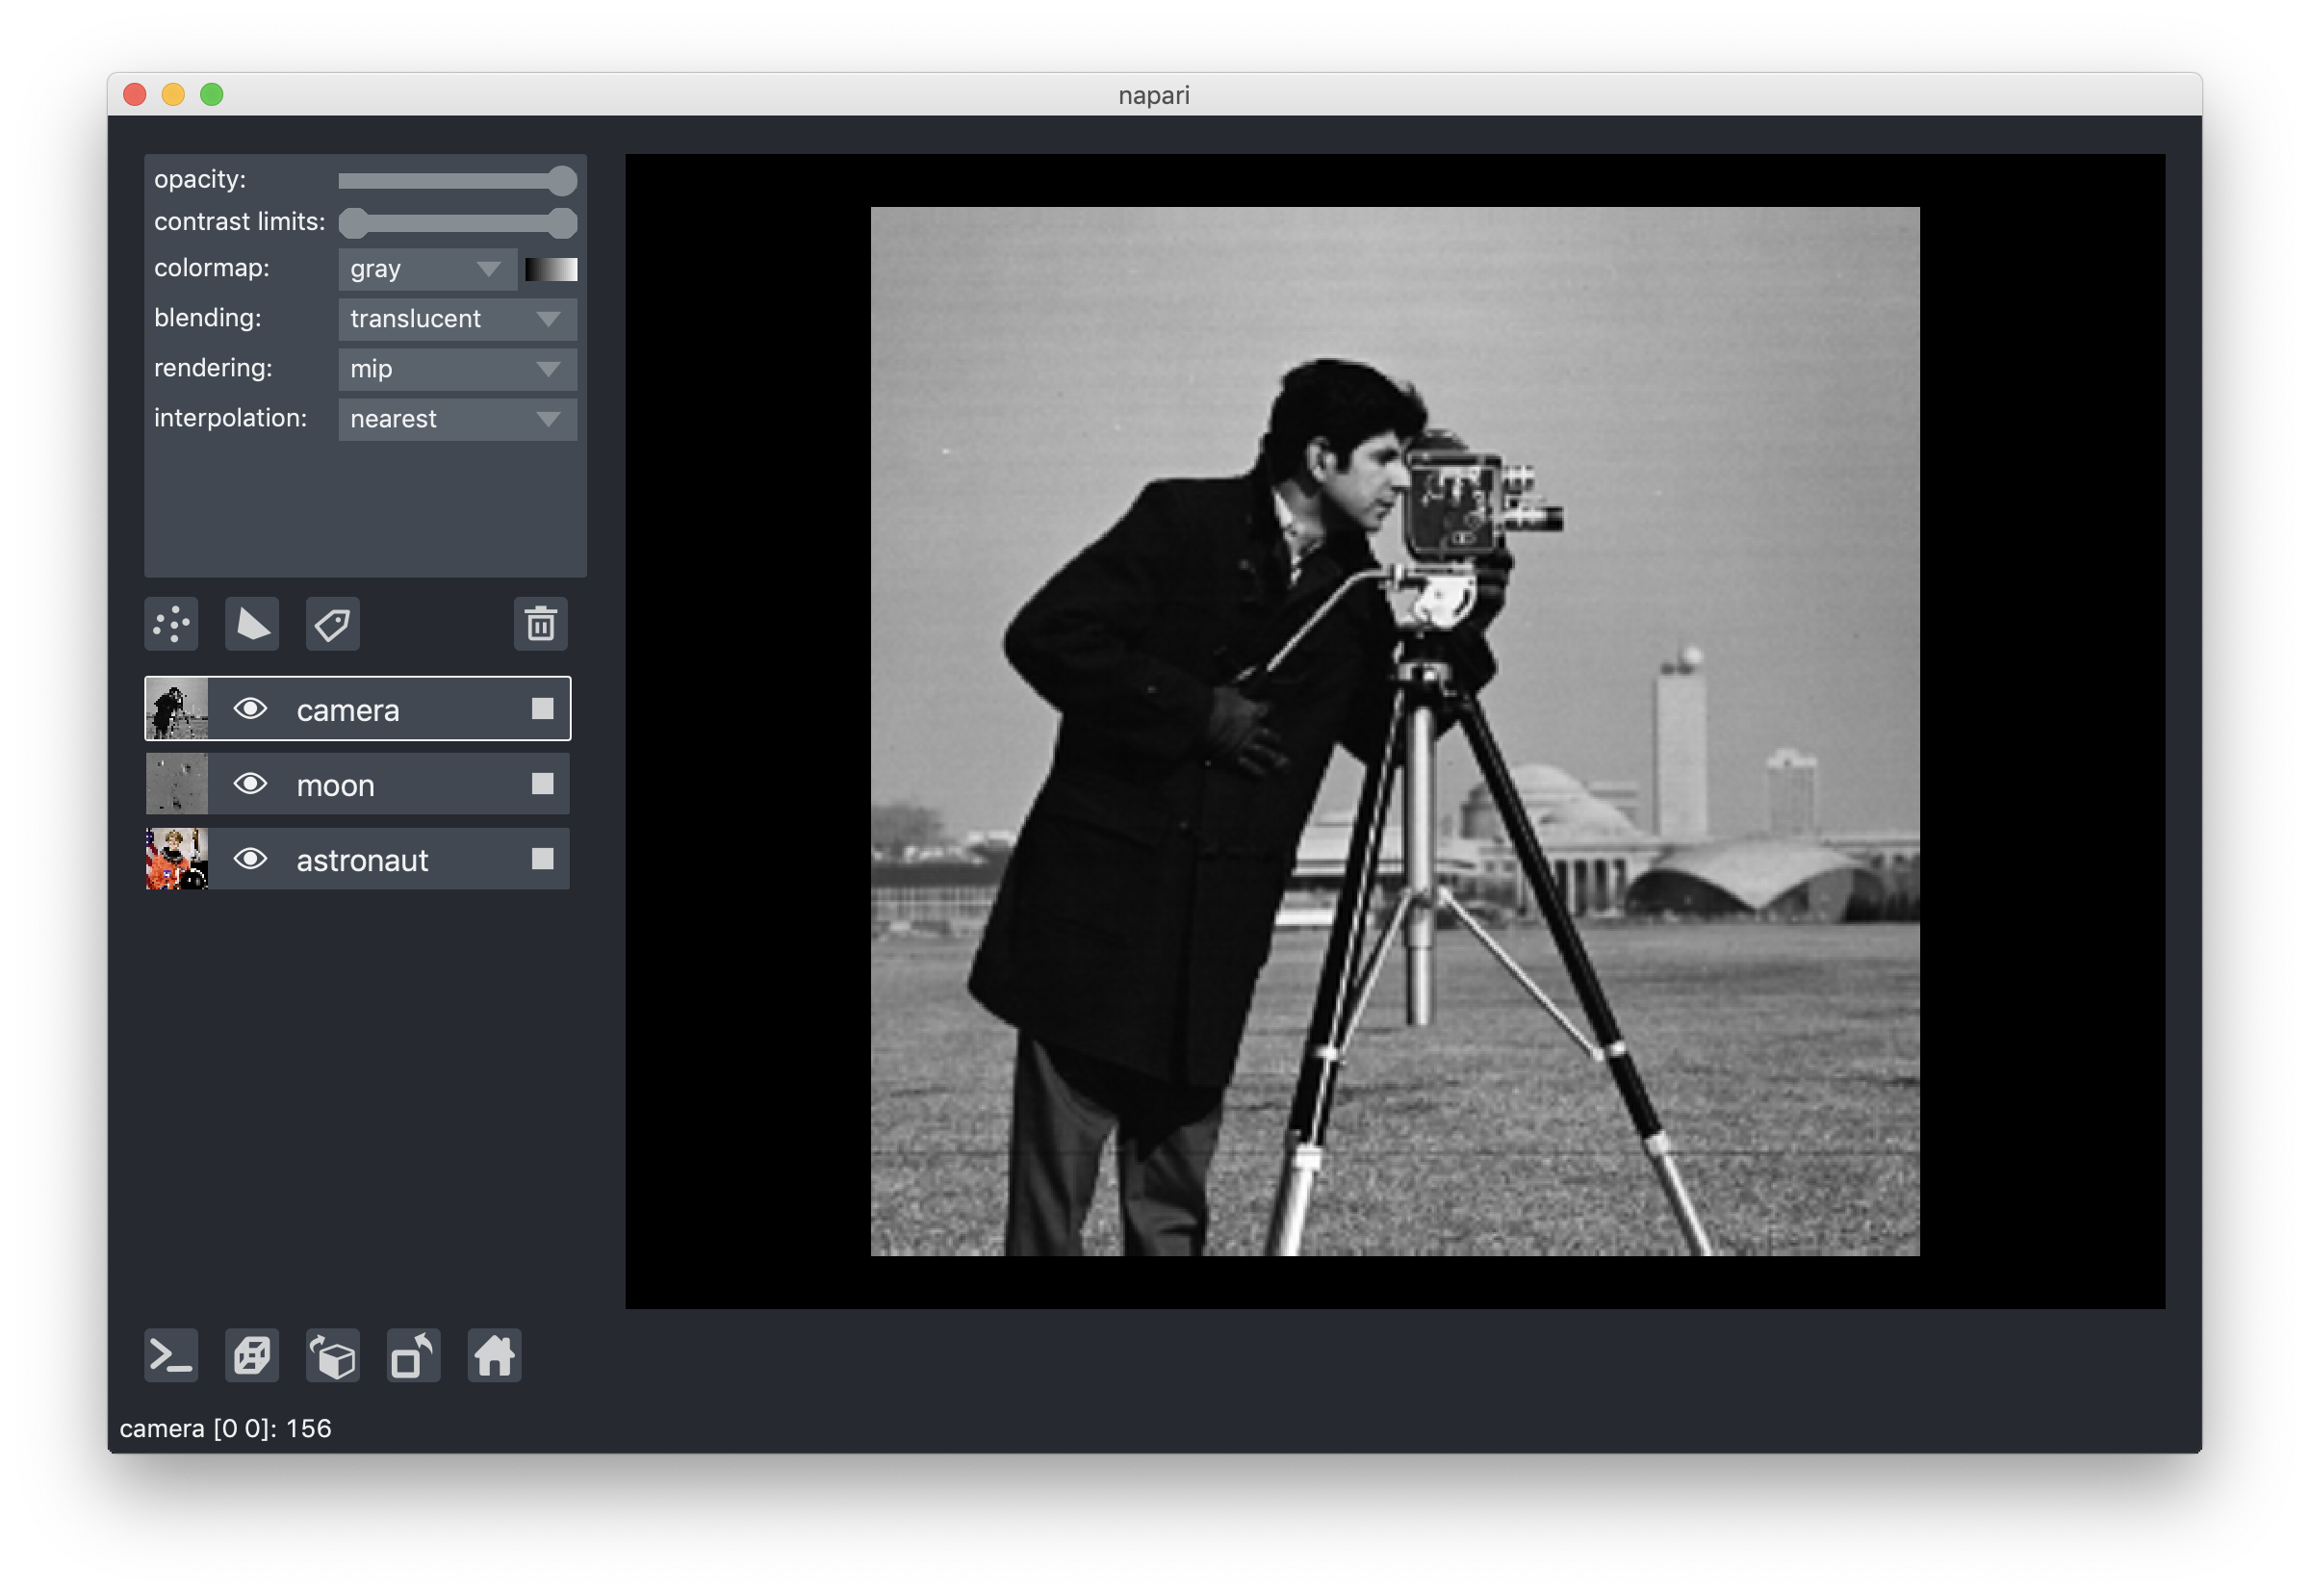 napari
opacity:
contrast limits:
colormap: gray
blending: translucent
rendering: mip
interpolation: nearest
camera
moon
astronaut
camera [0 0]: 156